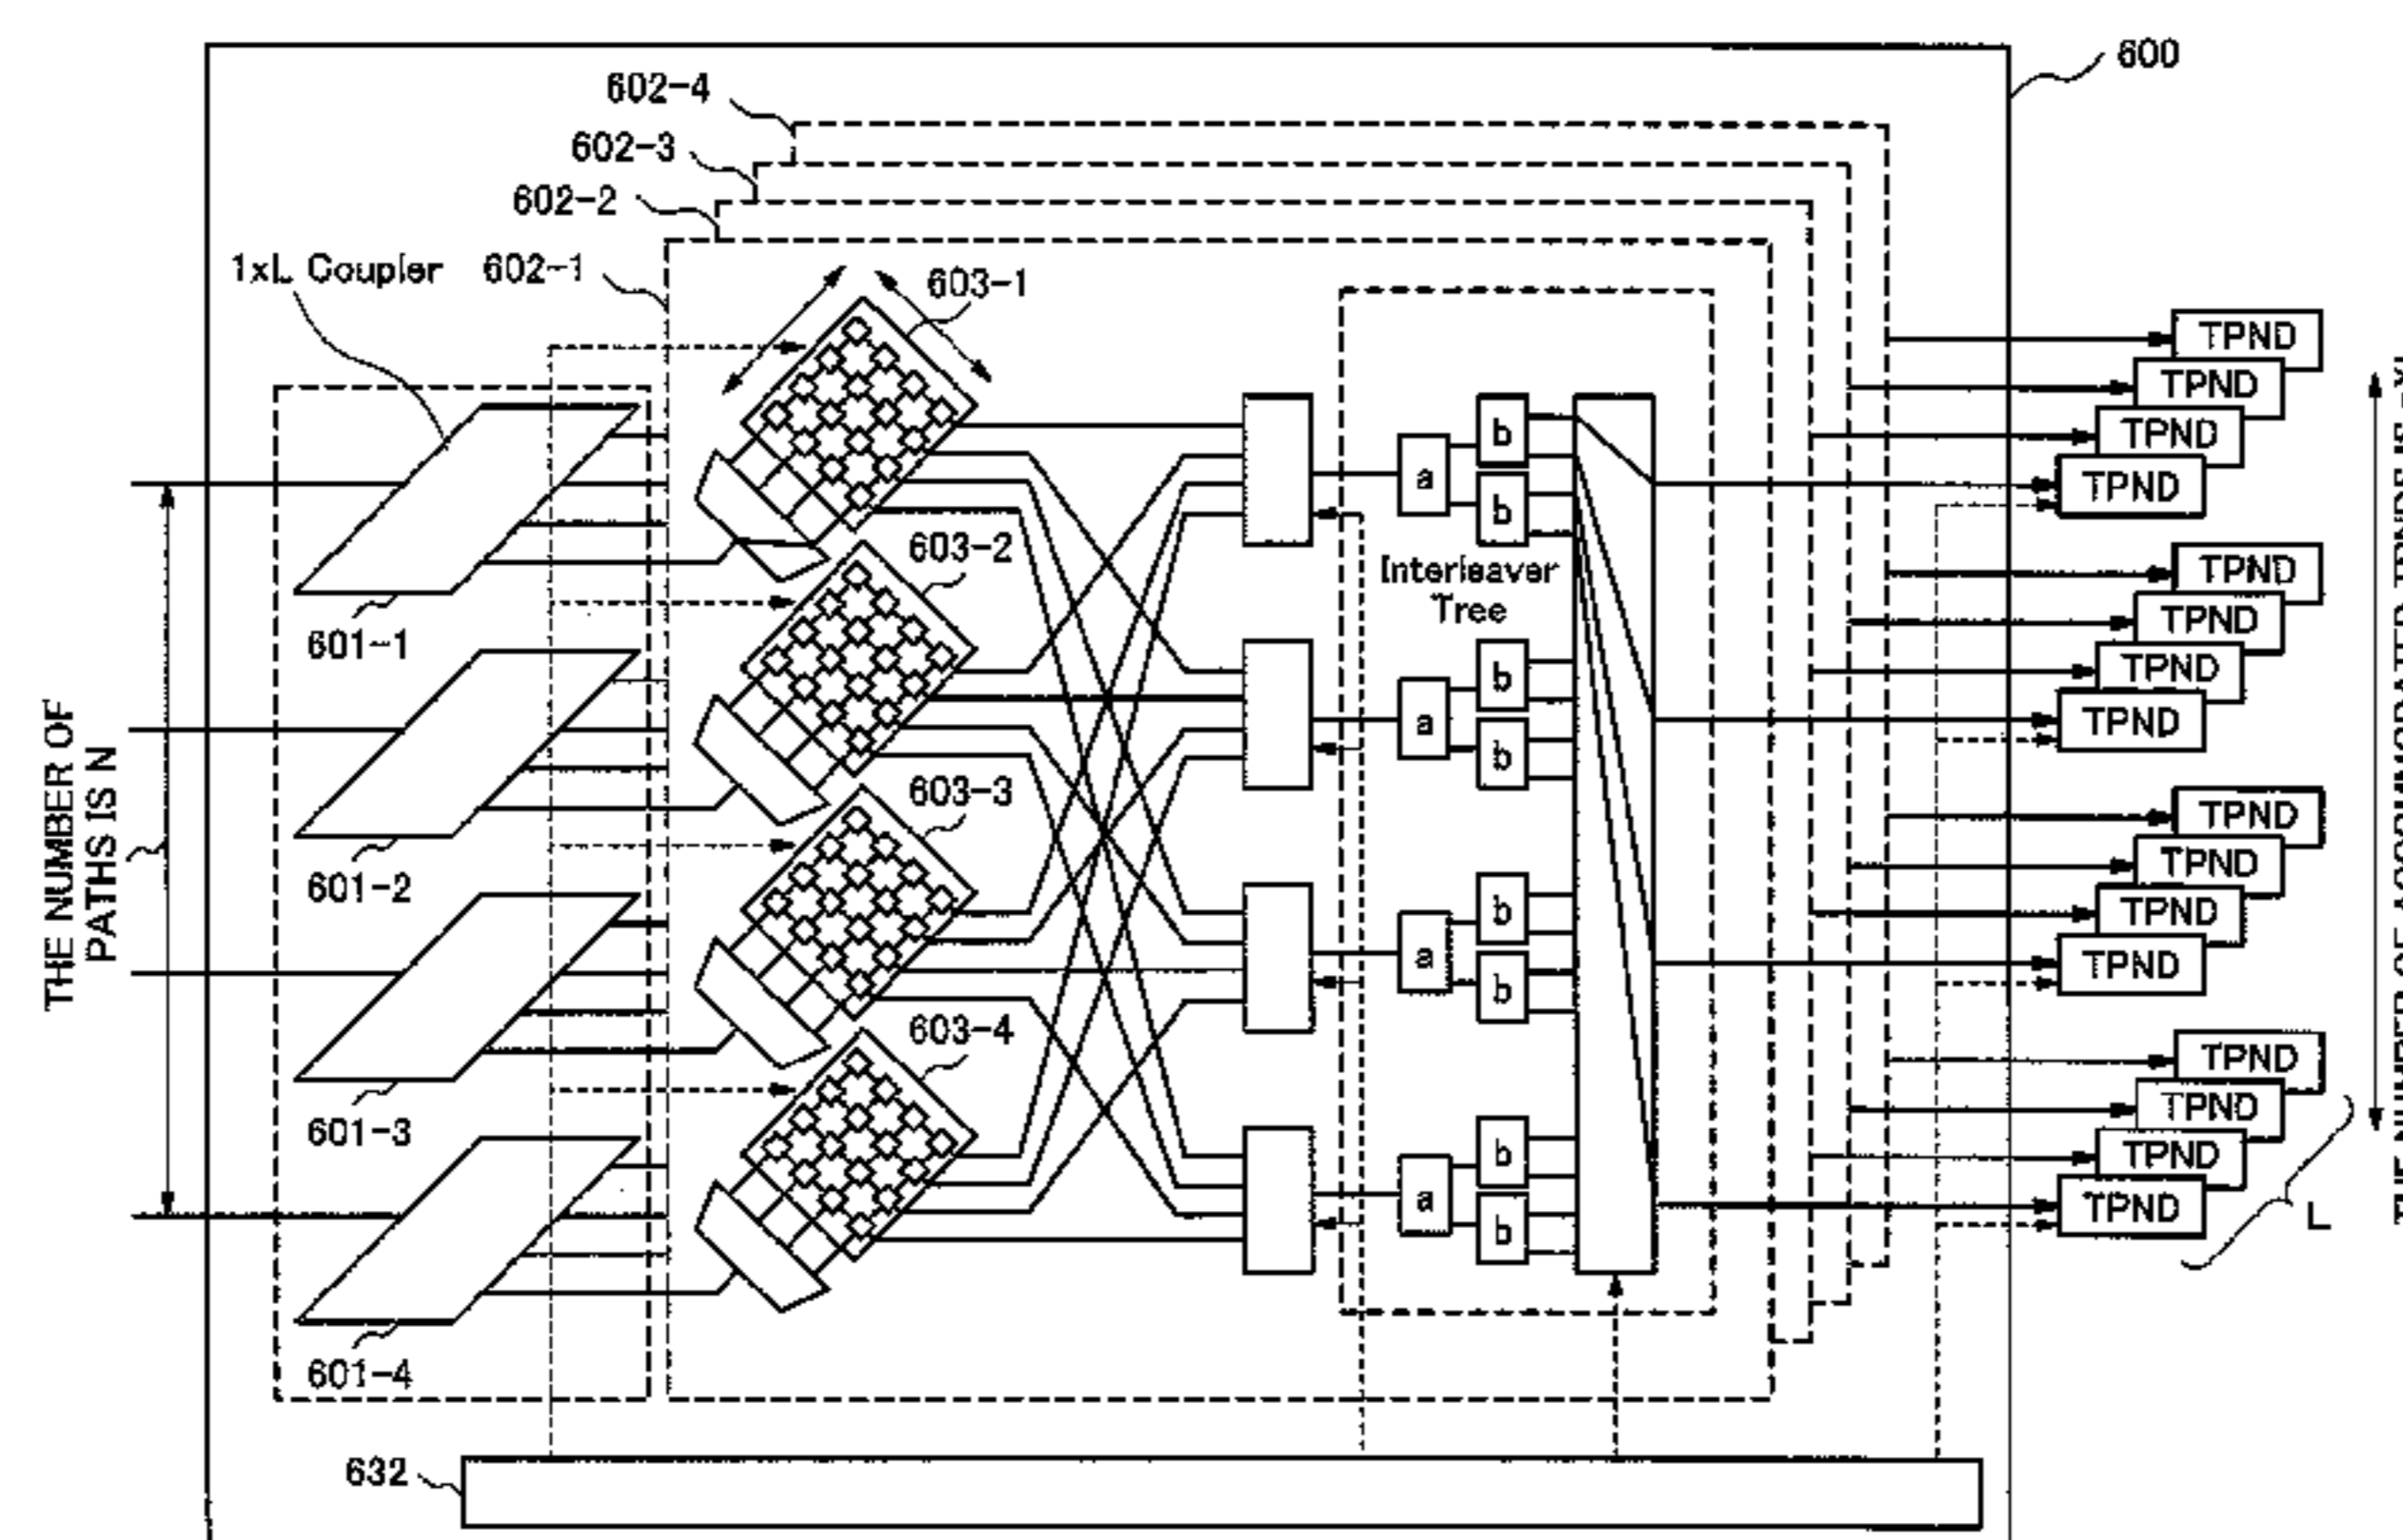 600
602-4
602-3
602-2
1xL Coupler
602-1
603-1
TPND
TPND
TPND
TPND
b
a
b
603-2
Interleaver
Tree
601-1
TPND
TPND
TPND
TPND
b
a
b
THE NUMBER OF
PATHS IS N
603-3
601-2
TPND
TPND
TPND
TPND
b
a
b
603-4
601-3
TPND
TPND
TPND
TPND
b
a
b
L
601-4
632